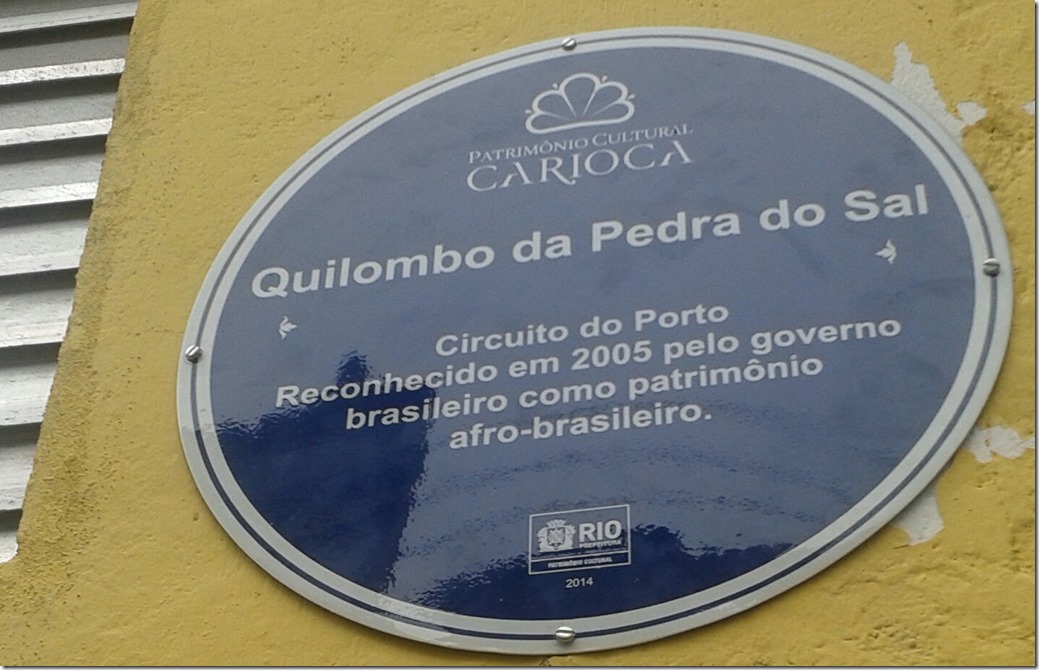 PATRIMÔNIO CULTURAL
CARIOCA
Quilombo da Pedra do Sal
Circuito do Porto
Reconhecido em 2005 pelo governo
brasileiro como patrimônio
afro-brasileiro.
RIO
PREFEITURA
PATRIMÔNIO CULTURAL
2014